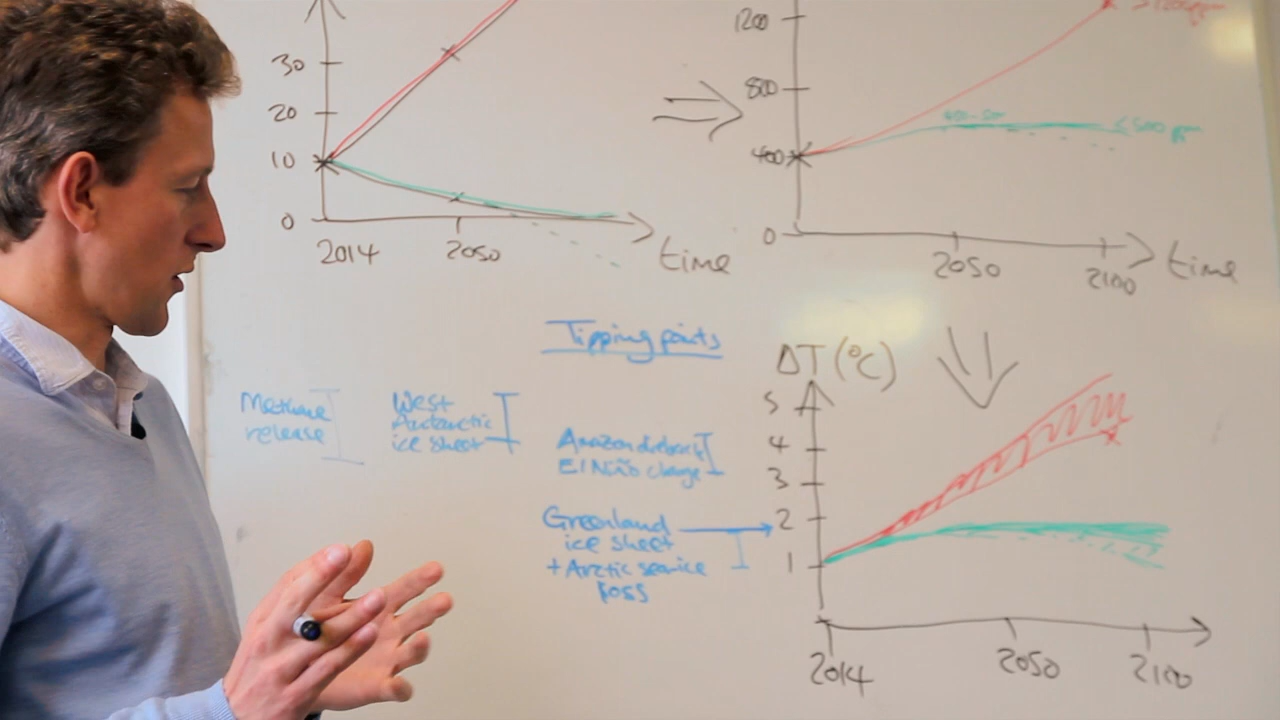 30
20
10
0
2014
2050
time
1200
800
400
0
2050
2100
time
Tipping points
Methane
release
West
Antarctic
ice sheet
Amazon dieback
El Niño change
Greenland
ice sheet
+ Arctic sea-ice
loss
ΔT (°C)
5
4
3
2
1
2014
2050
2100